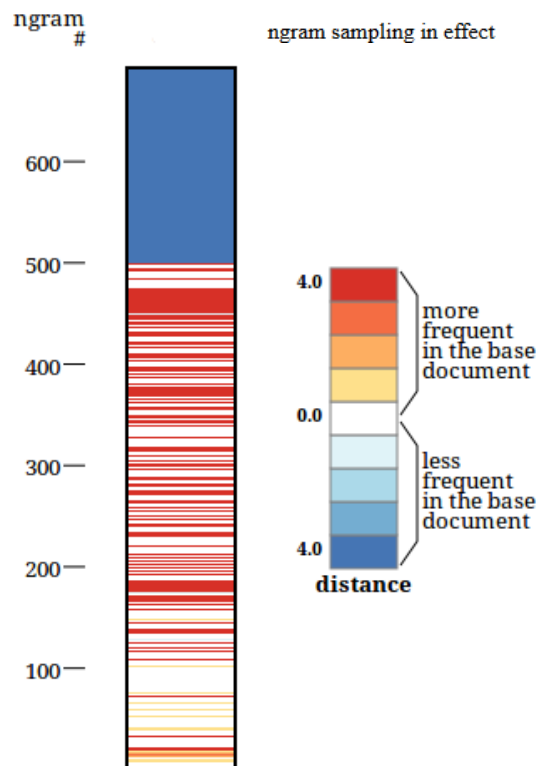 ngram
#
ngram sampling in effect
600
500
400
300
200
100
4.0
0.0
4.0
more
frequent
in the base
document
less
frequent
in the base
document
distance